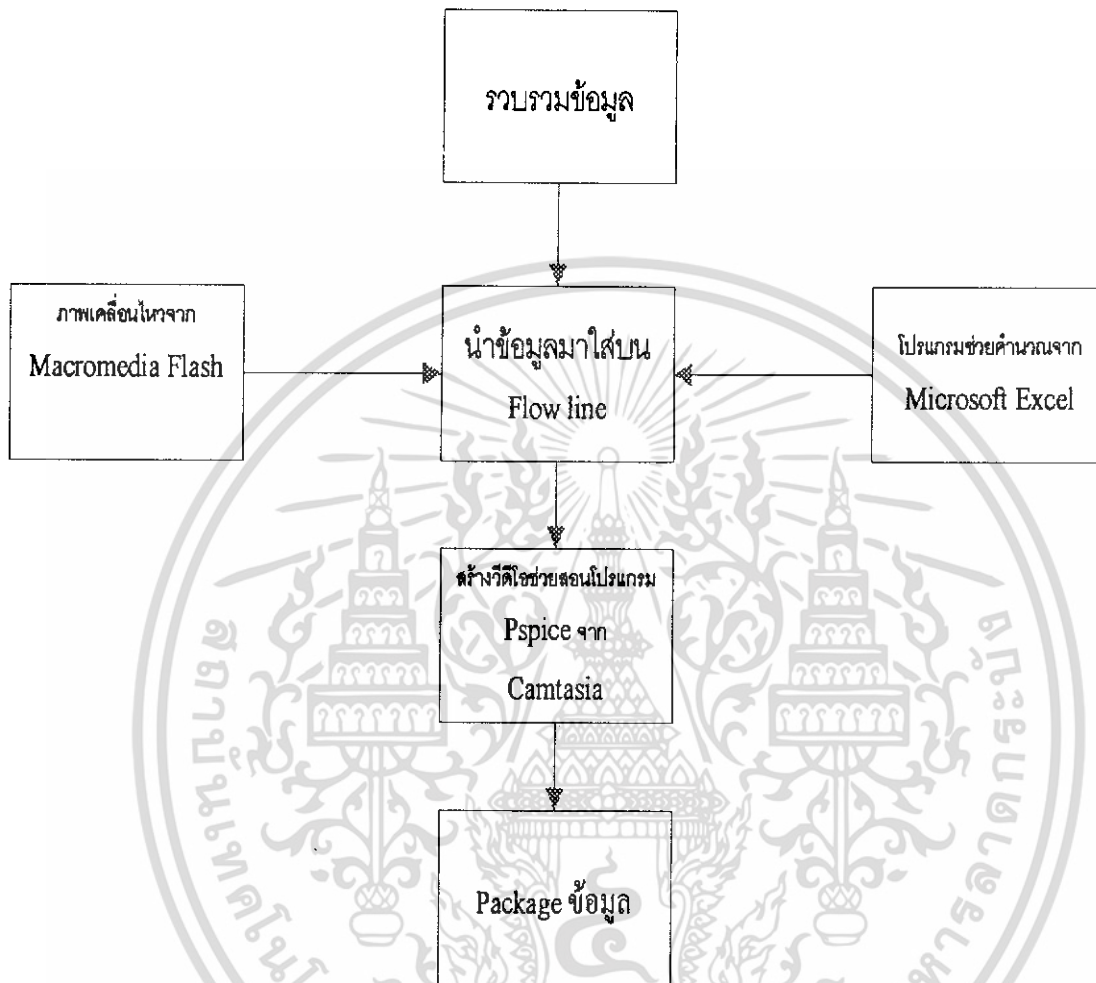 รวบรวมข้อมูล
ภาพเคลื่อนไหวจาก
Macromedia Flash
นำข้อมูลมาใส่บน
Flow line
โปรแกรมช่วยคำนวณจาก
Microsoft Excel
สร้างวีดีโอช่วยสอนโปรแกรม
Pspice จาก
Camtasia
Package ข้อมูล